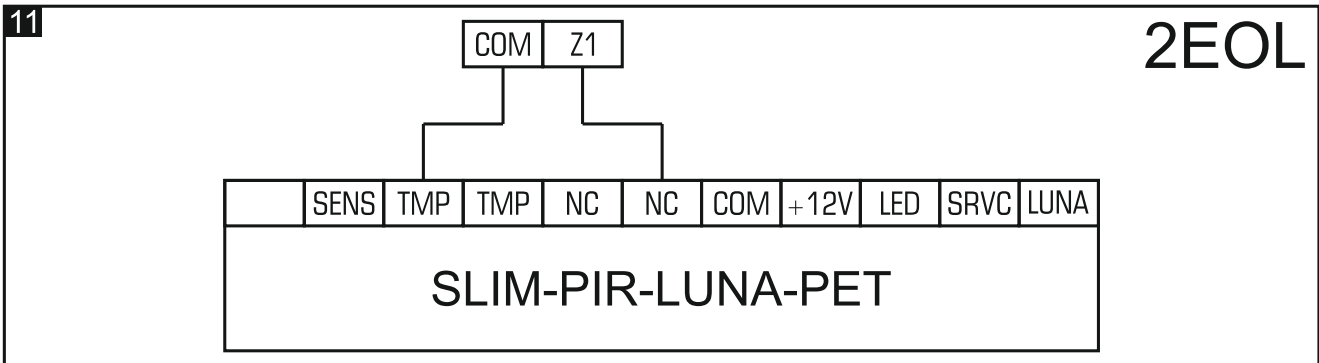 11
COM Z1
2EOL
SENS TMP TMP NC NC COM +12V LED SRVC LUNA
SLIM-PIR-LUNA-PET